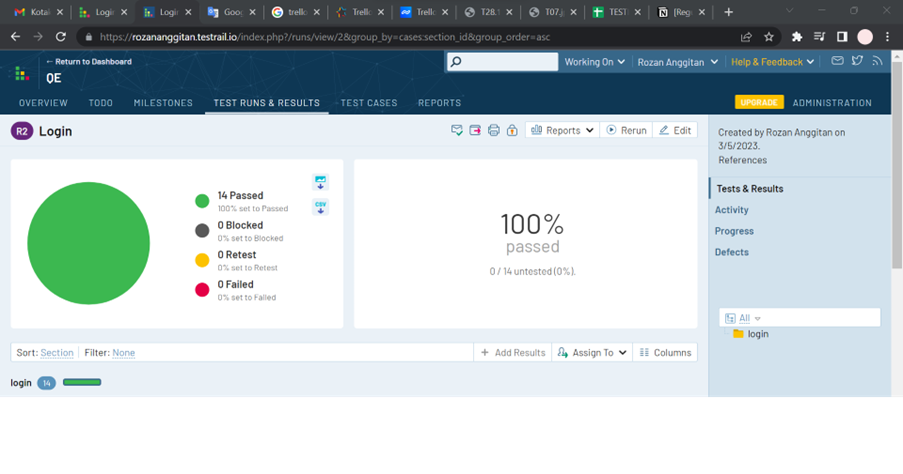 Kotak
Login
Login
Goog
trello
Trello
Trello
T28.1
T07.j
TEST
[Reg
https://rozananggitan.testrail.io/index.php?/runs/view/2&group_by=cases:section_id&group_order=asc
← Return to Dashboard
QE
Working On
Rozan Anggitan
Help & Feedback
OVERVIEW TODO MILESTONES TEST RUNS & RESULTS TEST CASES REPORTS
UPGRADE ADMINISTRATION
R2 Login
Reports Rerun Edit
14 Passed
100% set to Passed
0 Blocked
0% set to Blocked
0 Retest
0% set to Retest
0 Failed
0% set to Failed
CSV
100%
passed
0 / 14 untested (0%).
Created by Rozan Anggitan on
3/5/2023.
References
Tests & Results
Activity
Progress
Defects
All
login
Sort: Section Filter: None
+ Add Results Assign To Columns
login 14